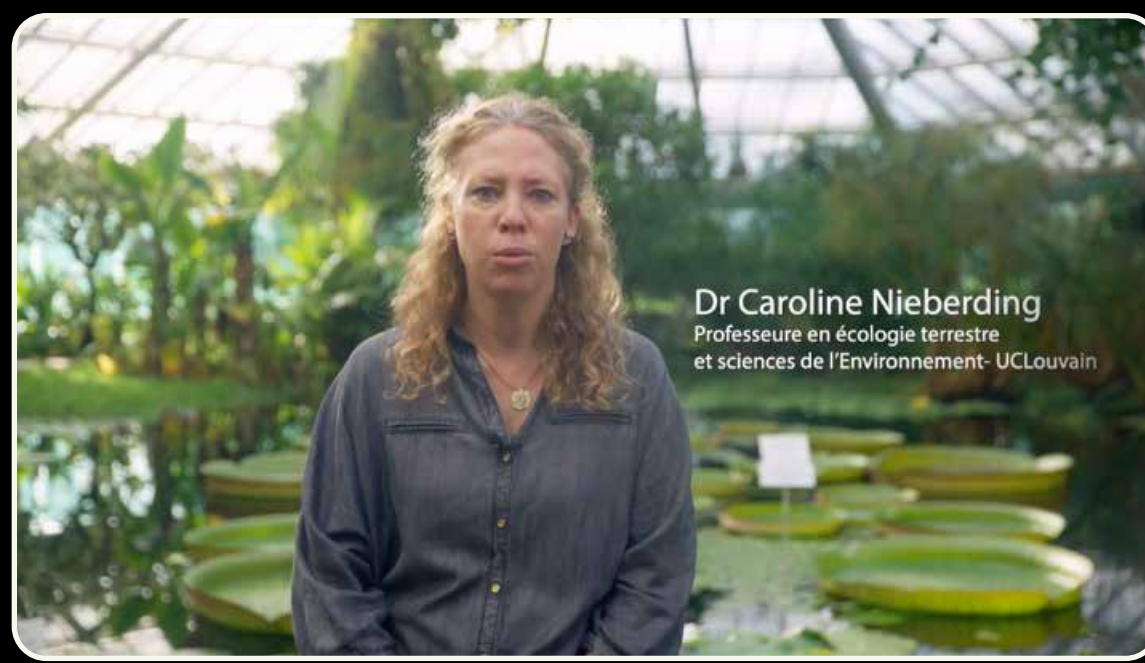 Dr Caroline Nieberding
Professeure en écologie terrestre
et sciences de l'Environnement- UCLouvain